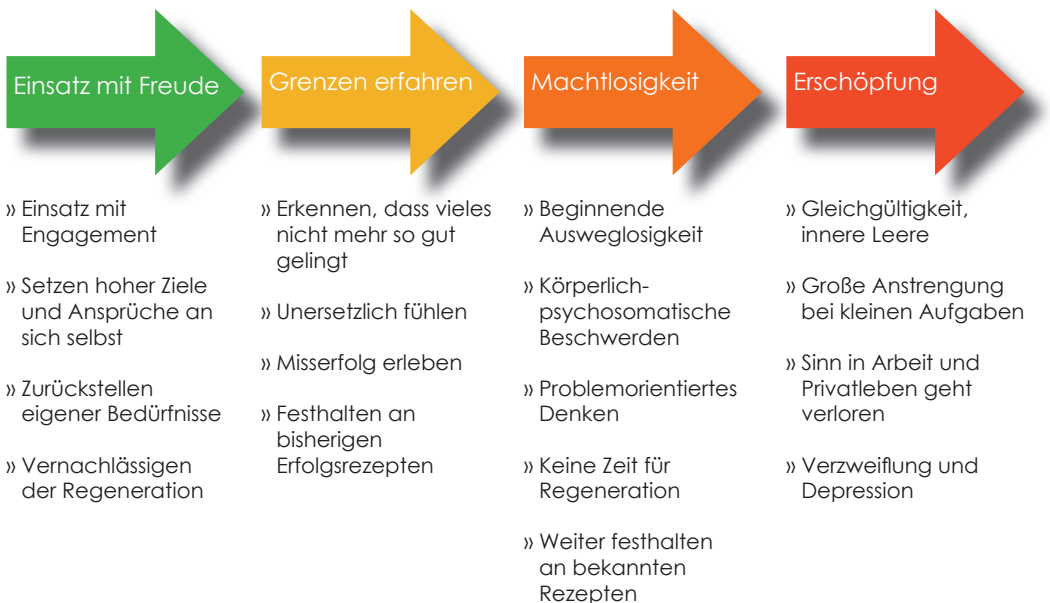 Einsatz mit Freude
» Einsatz mit
Engagement
» Setzen hoher Ziele
und Ansprüche an
sich selbst
» Zurückstellen
eigener Bedürfnisse
» Vernachlässigen
der Regeneration
Grenzen erfahren
» Erkennen, dass vieles
nicht mehr so gut
gelingt
» Unersetzlich fühlen
» Misserfolg erleben
» Festhalten an
bisherigen
Erfolgsrezepten
Machtlosigkeit
» Beginnende
Ausweglosigkeit
» Körperlich-
psychosomatische
Beschwerden
» Problemorientiertes
Denken
» Keine Zeit für
Regeneration
» Weiter festhalten
an bekannten
Rezepten
Erschöpfung
» Gleichgültigkeit,
innere Leere
» Große Anstrengung
bei kleinen Aufgaben
» Sinn in Arbeit und
Privatleben geht
verloren
» Verzweiflung und
Depression